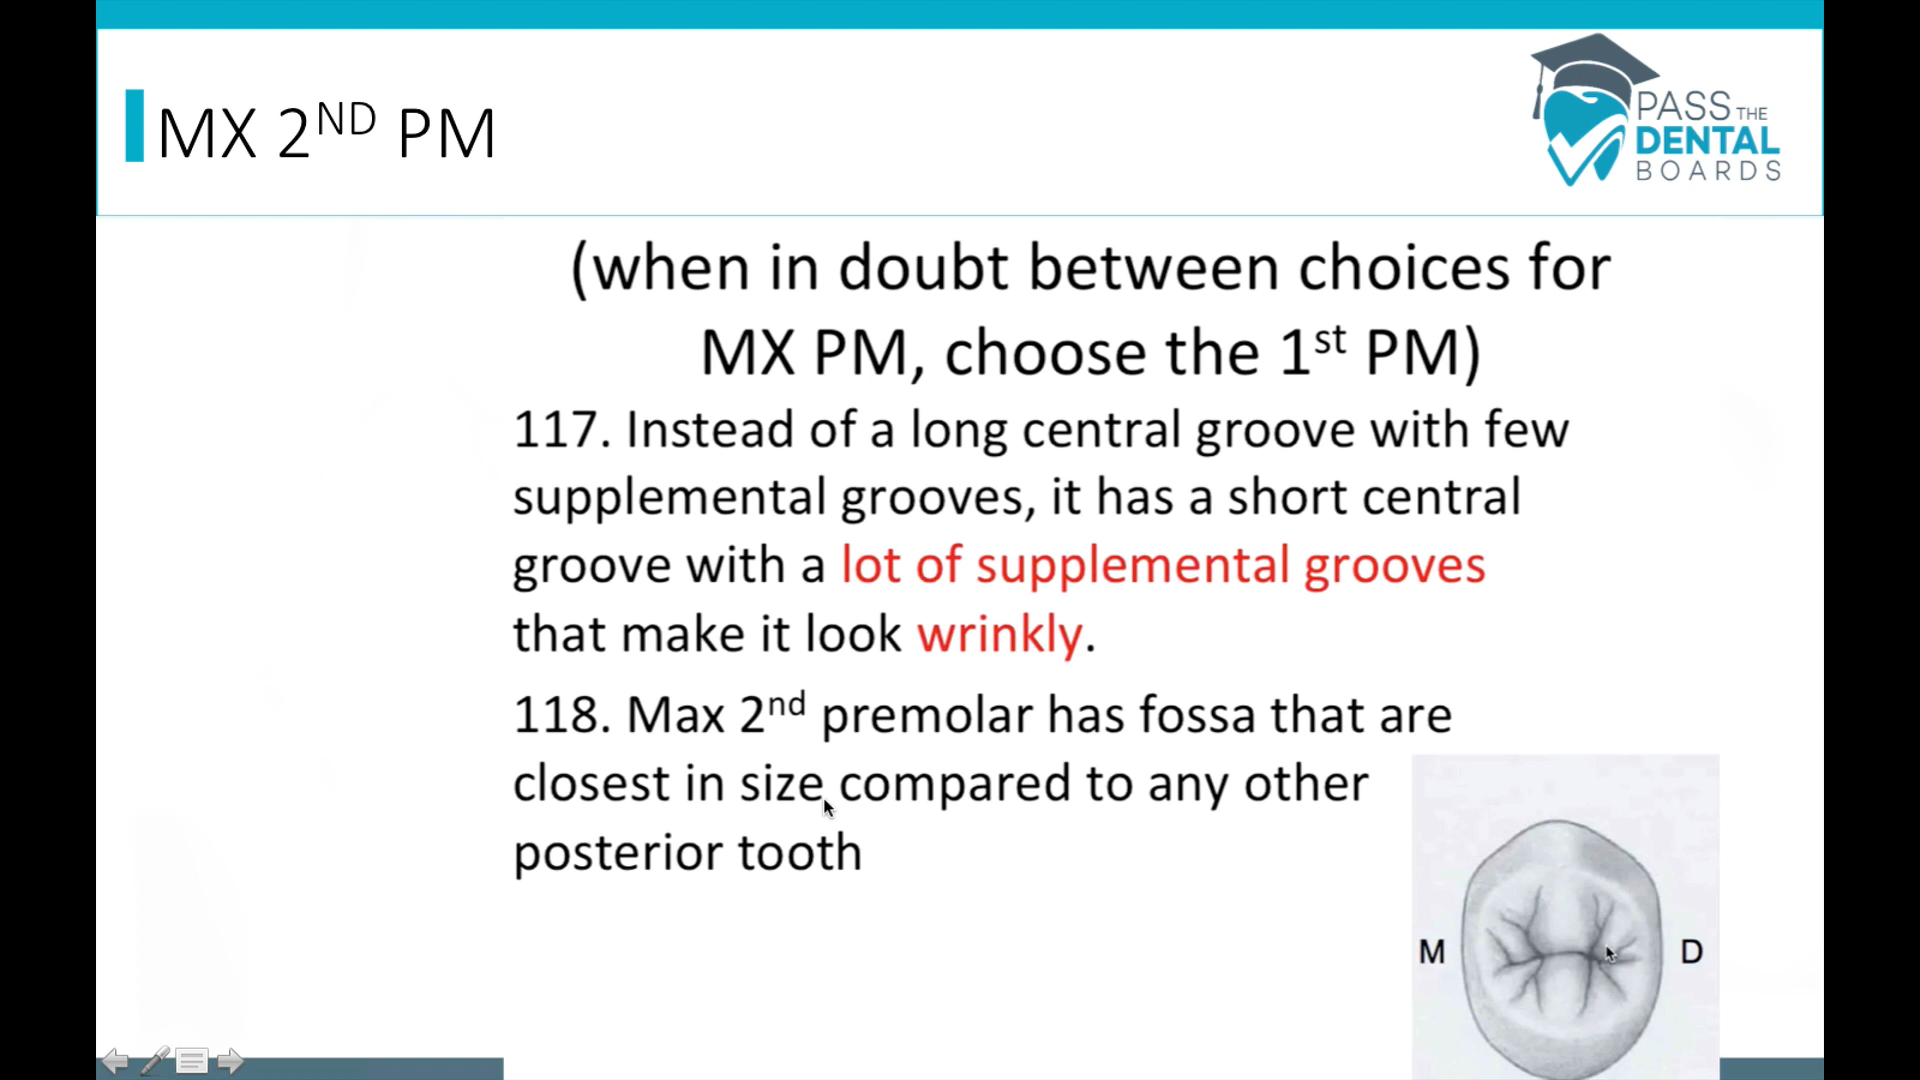 MX 2ND PM
PASS THE
DENTAL
BOARDS
(when in doubt between choices for
MX PM, choose the 1st PM)
117. Instead of a long central groove with few
supplemental grooves, it has a short central
groove with a lot of supplemental grooves
that make it look wrinkly.
118. Max 2nd premolar has fossa that are
closest in size compared to any other
posterior tooth
M D